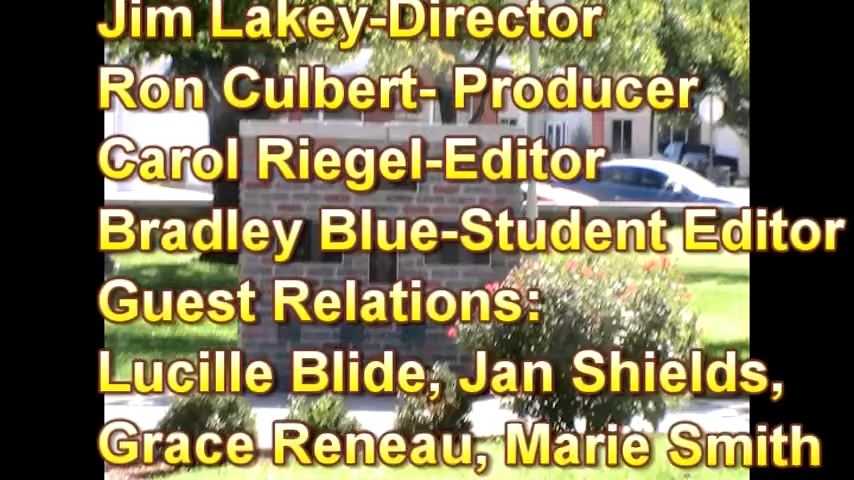 Jim Lakey-Director
Ron Culbert- Producer
Carol Riegel-Editor
Bradley Blue-Student Editor
Guest Relations:
Lucille Blide, Jan Shields,
Grace Reneau, Marie Smith